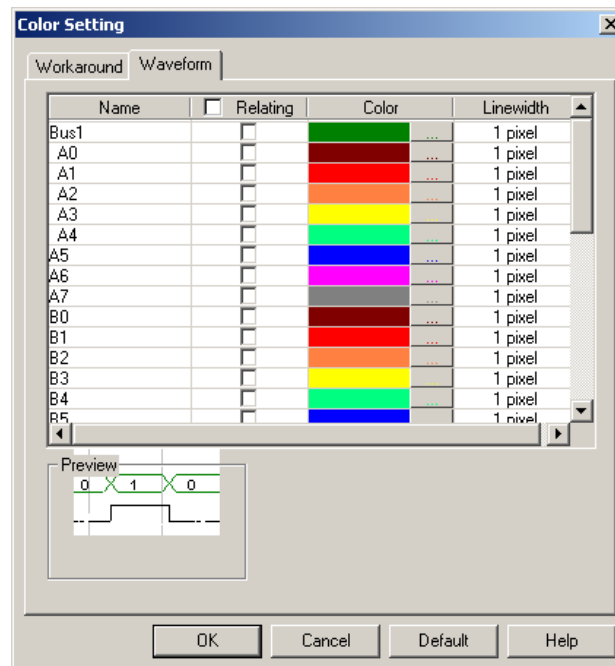 Color Setting
Workaround Waveform
Name Relating Color Linewidth
Bus1 ... 1 pixel
A0 ... 1 pixel
A1 ... 1 pixel
A2 ... 1 pixel
A3 ... 1 pixel
A4 ... 1 pixel
A5 ... 1 pixel
A6 ... 1 pixel
A7 ... 1 pixel
B0 ... 1 pixel
B1 ... 1 pixel
B2 ... 1 pixel
B3 ... 1 pixel
B4 ... 1 pixel
B5 ... 1 pixel
Preview
0 1 0
OK Cancel Default Help